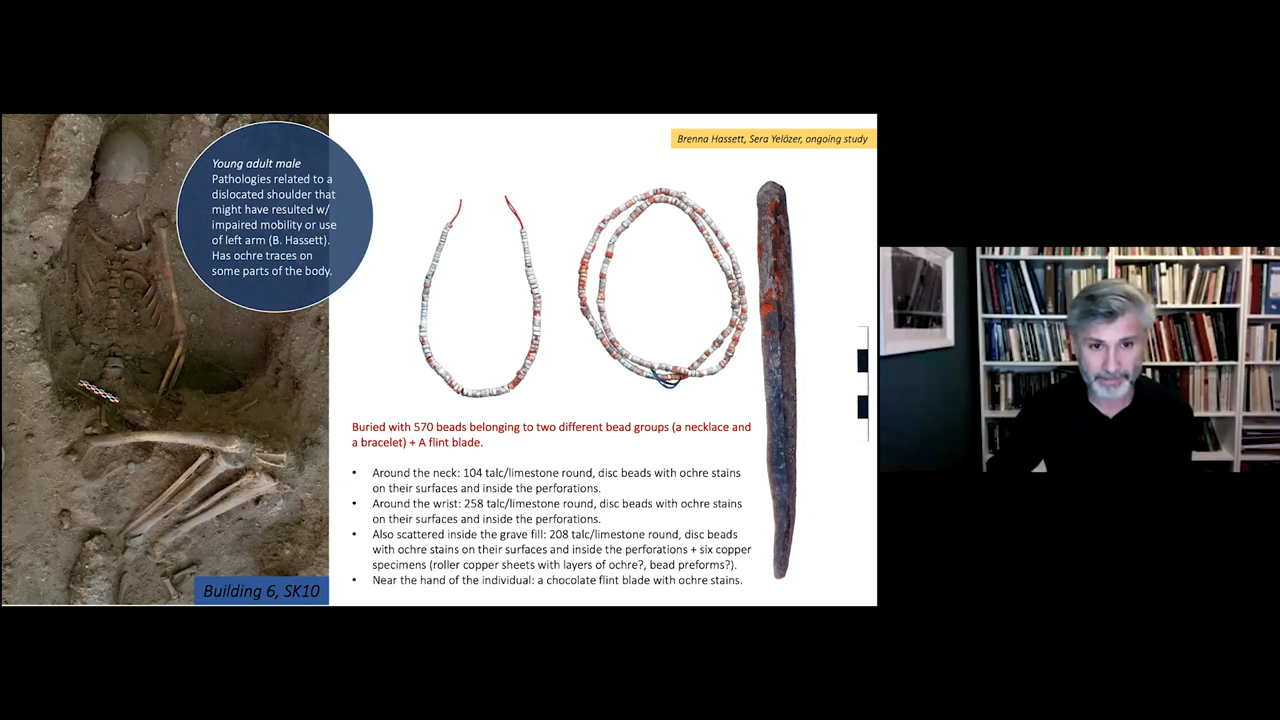 Brenna Hassett, Sera Yelözer, ongoing study
Young adult male
Pathologies related to a
dislocated shoulder that
might have resulted w/
impaired mobility or use
of left arm (B. Hassett).
Has ochre traces on
some parts of the body.
Buried with 570 beads belonging to two different bead groups (a necklace and
a bracelet) + A flint blade.
• Around the neck: 104 talc/limestone round, disc beads with ochre stains
on their surfaces and inside the perforations.
• Around the wrist: 258 talc/limestone round, disc beads with ochre stains
on their surfaces and inside the perforations.
• Also scattered inside the grave fill: 208 talc/limestone round, disc beads
with ochre stains on their surfaces and inside the perforations + six copper
specimens (roller copper sheets with layers of ochre?, bead preforms?).
• Near the hand of the individual: a chocolate flint blade with ochre stains.
Building 6, SK10